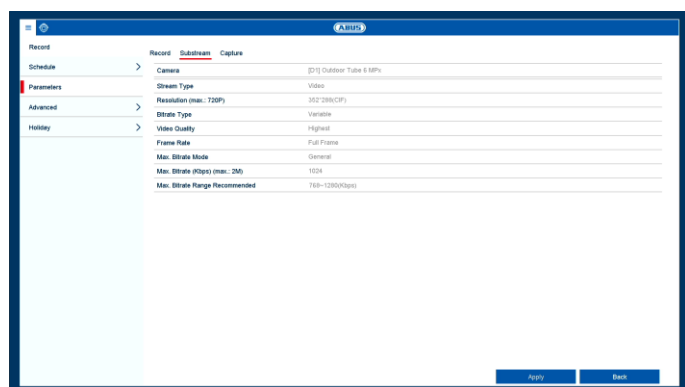 ABUS
Record
Schedule
Parameters
Advanced
Holiday
Record Substream Capture
Camera [D1] Outdoor Tube 6 MPx
Stream Type Video
Resolution (max.: 720P) 352*288(CIF)
Bitrate Type Variable
Video Quality Highest
Frame Rate Full Frame
Max. Bitrate Mode General
Max. Bitrate (Kbps) (max.: 2M) 1024
Max. Bitrate Range Recommended 768~1280(Kbps)
Apply Back